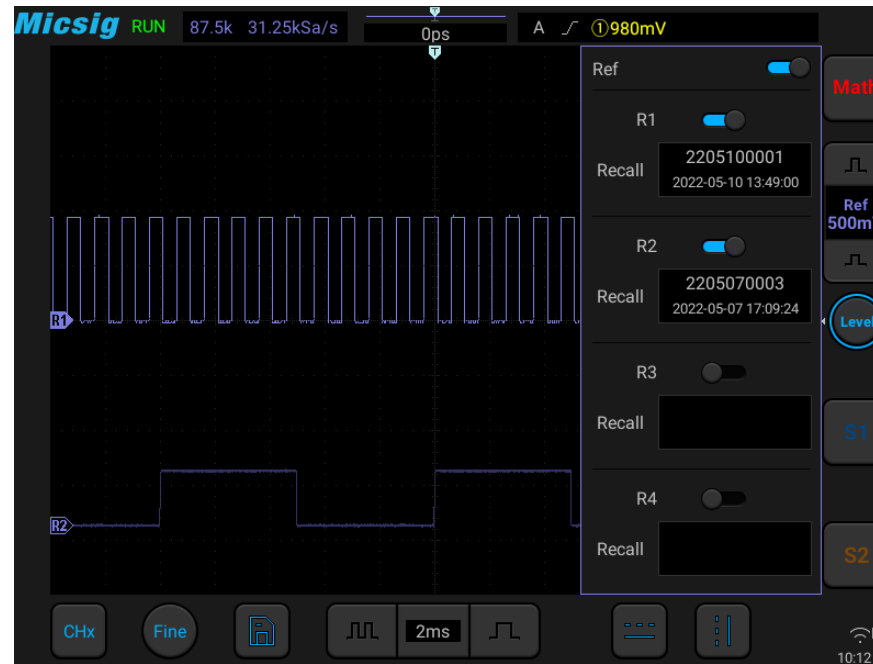 Micsig RUN 87.5k 31.25kSa/s 0ps A ①980mV
T
T
Ref
Math
R1
Recall 2205100001
2022-05-10 13:49:00
Ref
500m
R2
Recall 2205070003
2022-05-07 17:09:24
R1
Level
R3
Recall
S1
R4
R2
Recall
S2
CHx Fine 2ms
10:12